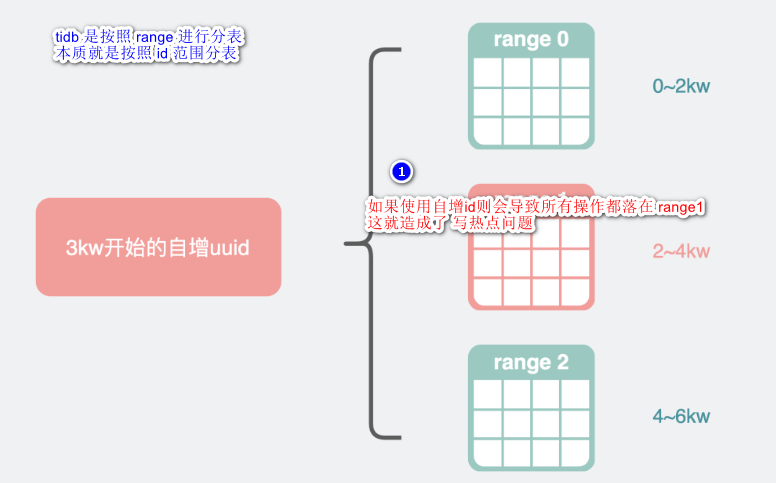 tidb 是按照 range 进行分表
本质就是按照 id 范围分表
range 0
0~2kw
1
如果使用自增id则会导致所有操作都落在 range1
这就造成了 写热点问题
3kw开始的自增uuid
2~4kw
range 2
4~6kw